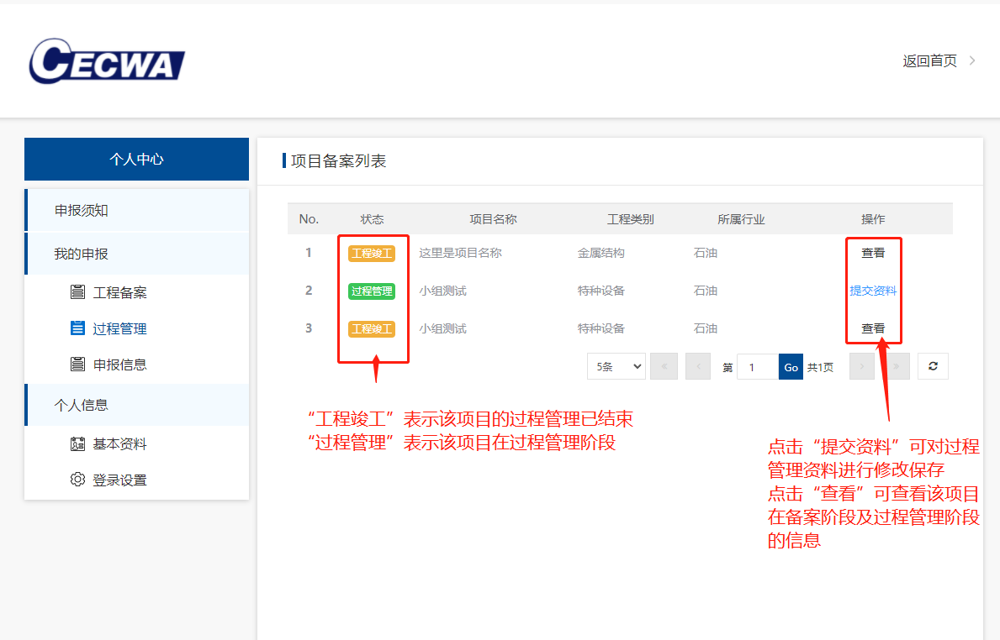 CECWA
返回首页
个人中心
申报须知
我的申报
工程备案
过程管理
申报信息
个人信息
基本资料
登录设置
项目备案列表
No. 状态 项目名称 工程类别 所属行业 操作
1 工程竣工 这里是项目名称 金属结构 石油 查看
2 过程管理 小组测试 特种设备 石油 提交资料
3 工程竣工 小组测试 特种设备 石油 查看
5条 « ‹ 第 1 Go 共1页 › »
“工程竣工”表示该项目的过程管理已结束
“过程管理”表示该项目在过程管理阶段
点击“提交资料”可对过程
管理资料进行修改保存
点击“查看”可查看该项目
在备案阶段及过程管理阶段
的信息